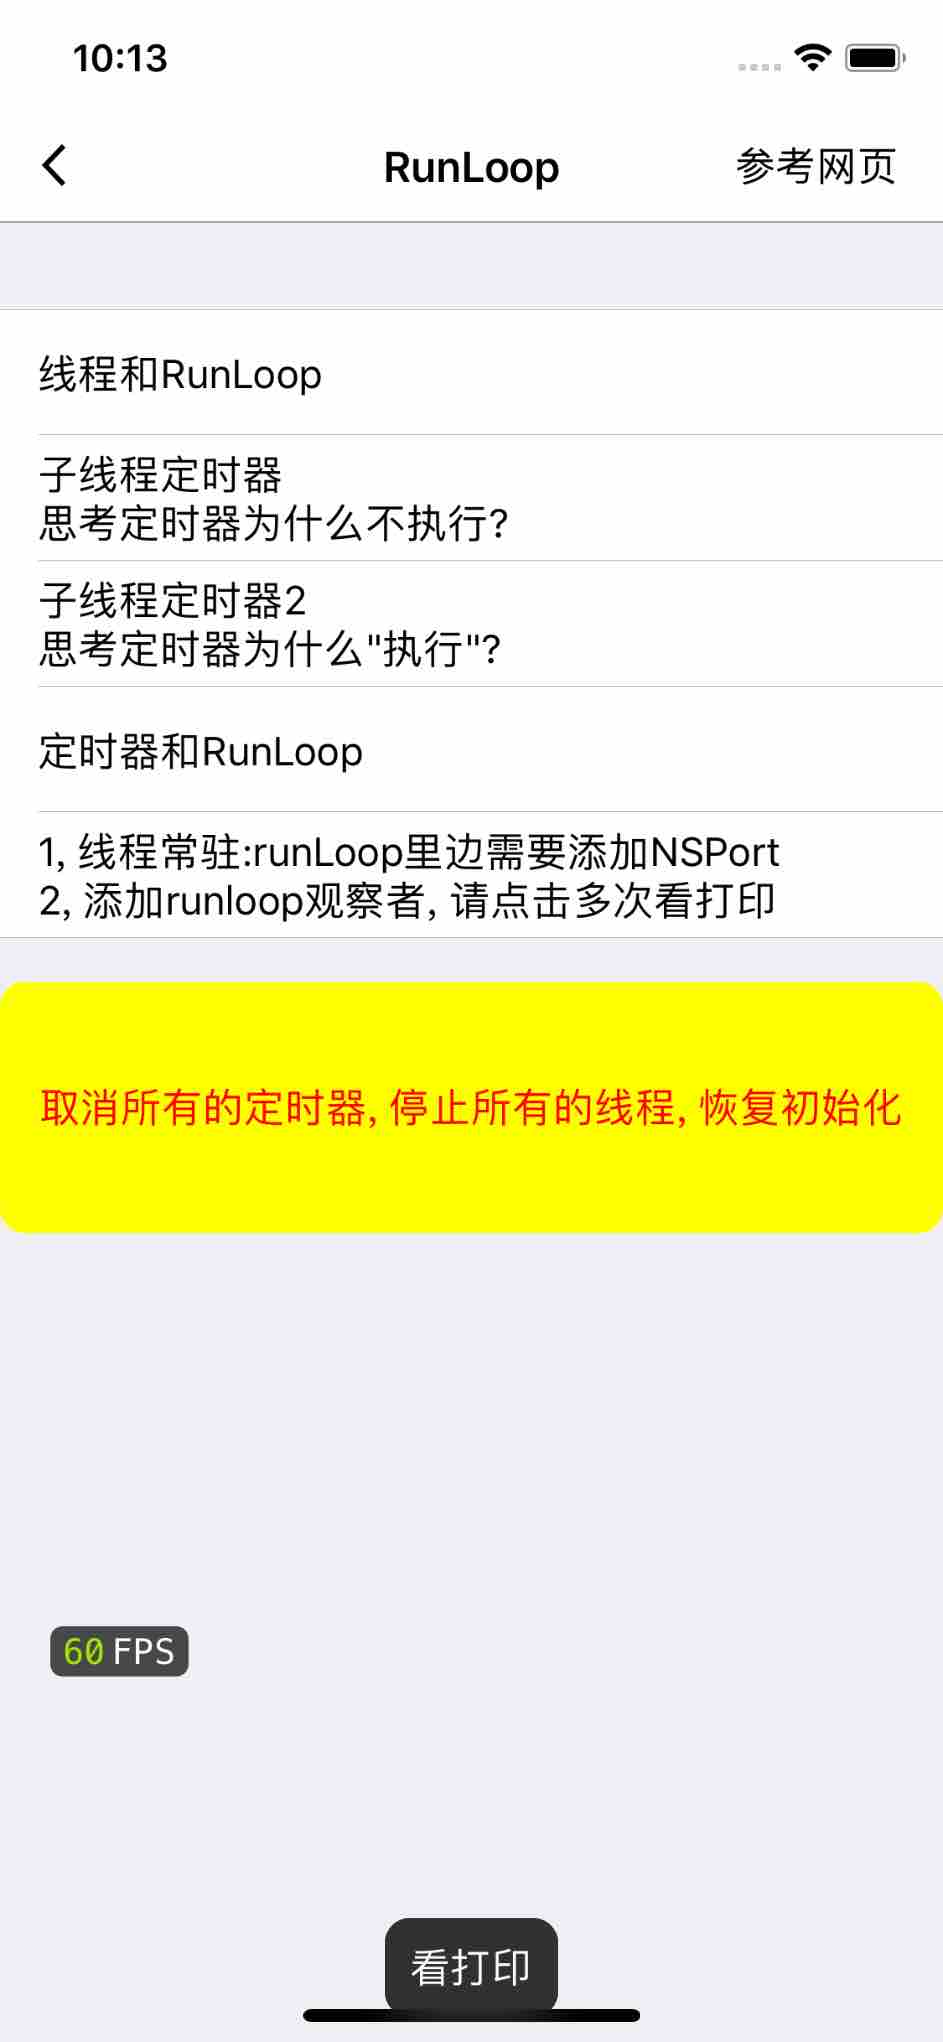 10:13
RunLoop
参考网页
线程和RunLoop
子线程定时器
思考定时器为什么不执行?
子线程定时器2
思考定时器为什么"执行"?
定时器和RunLoop
1, 线程常驻:runLoop里边需要添加NSPort
2, 添加runloop观察者, 请点击多次看打印
取消所有的定时器, 停止所有的线程, 恢复初始化
60 FPS
看打印